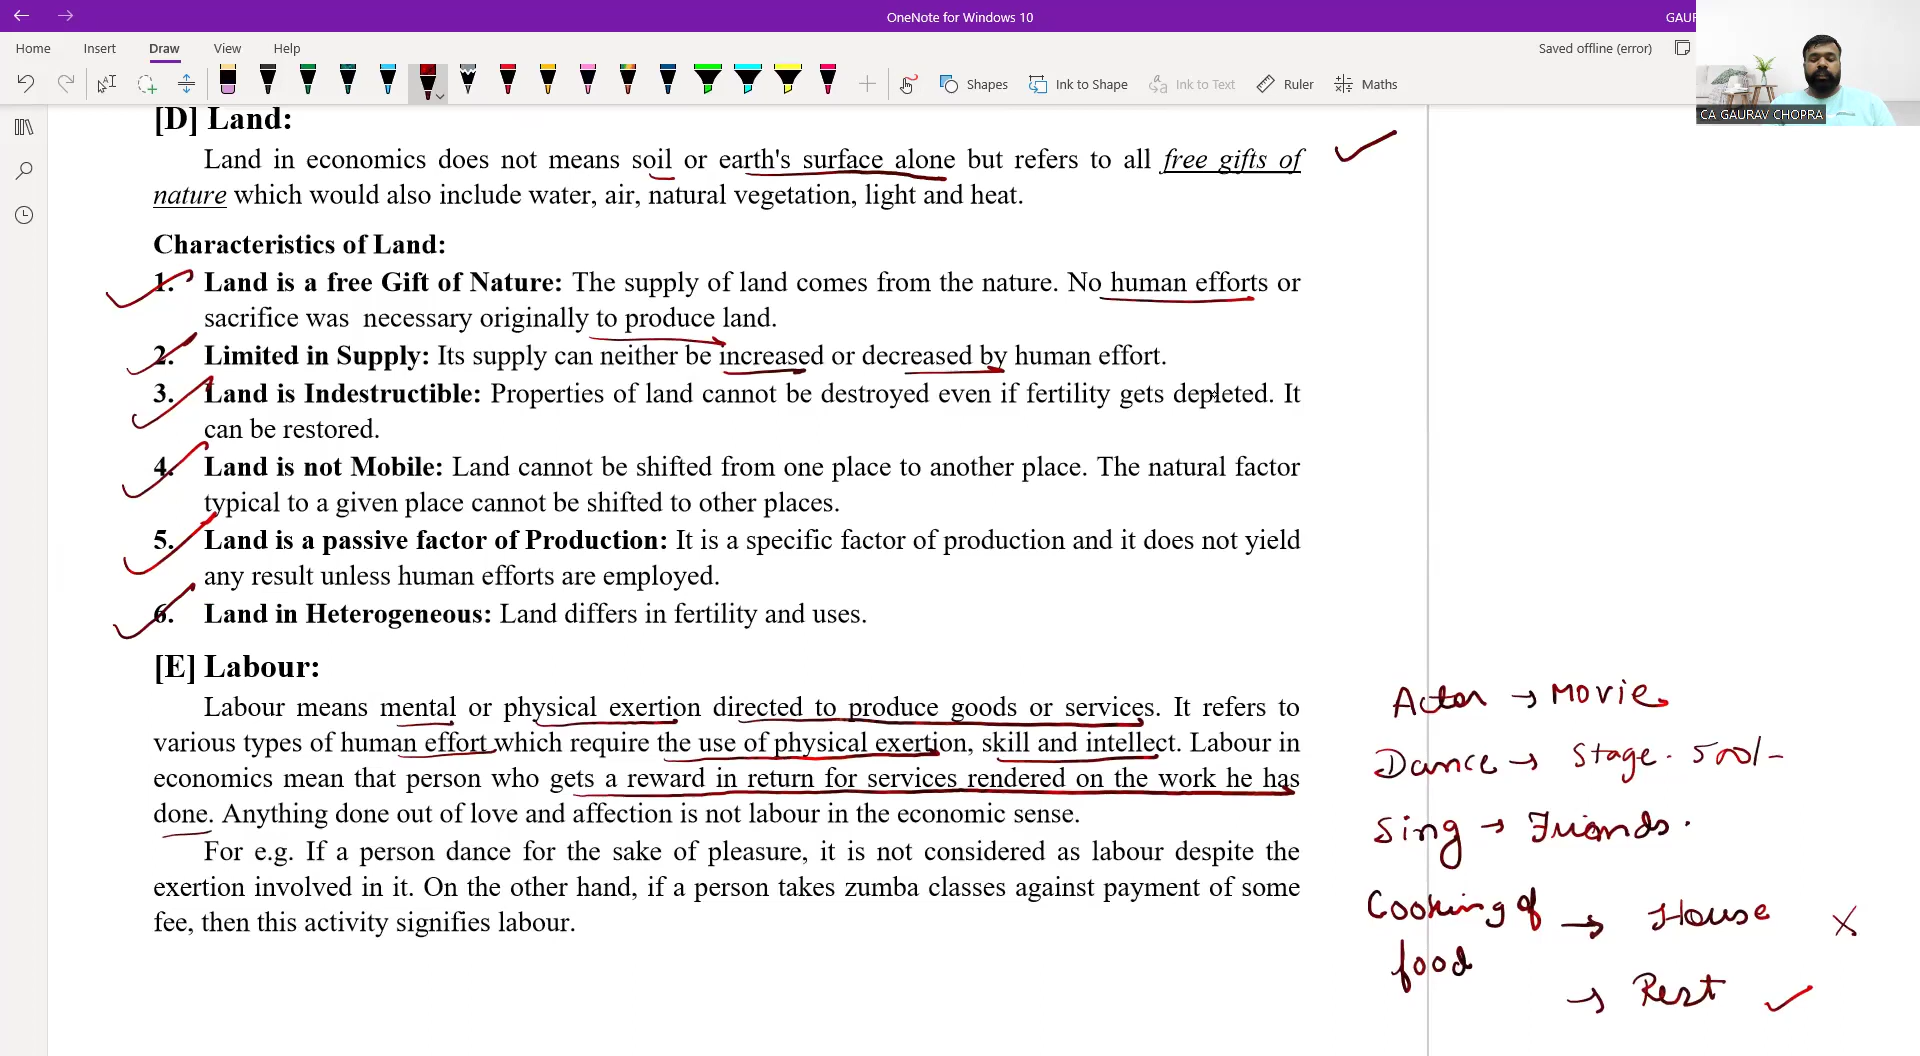 OneNote for Windows 10
GAUR
Home Insert Draw View Help
Saved offline (error)
Shapes Ink to Shape Ink to Text Ruler Maths
CA GAURAV CHOPRA
[D] Land:
Land in economics does not means soil or earth's surface alone but refers to all free gifts of
nature which would also include water, air, natural vegetation, light and heat.
Characteristics of Land:
1. Land is a free Gift of Nature: The supply of land comes from the nature. No human efforts or
sacrifice was necessary originally to produce land.
2. Limited in Supply: Its supply can neither be increased or decreased by human effort.
3. Land is Indestructible: Properties of land cannot be destroyed even if fertility gets depleted. It
can be restored.
4. Land is not Mobile: Land cannot be shifted from one place to another place. The natural factor
typical to a given place cannot be shifted to other places.
5. Land is a passive factor of Production: It is a specific factor of production and it does not yield
any result unless human efforts are employed.
6. Land in Heterogeneous: Land differs in fertility and uses.
[E] Labour:
Labour means mental or physical exertion directed to produce goods or services. It refers to
various types of human effort which require the use of physical exertion, skill and intellect. Labour in
economics mean that person who gets a reward in return for services rendered on the work he has
done. Anything done out of love and affection is not labour in the economic sense.
For e.g. If a person dance for the sake of pleasure, it is not considered as labour despite the
exertion involved in it. On the other hand, if a person takes zumba classes against payment of some
fee, then this activity signifies labour.
Actor → Movie
Dance → Stage. 500/-
Sing → Friends.
Cooking of → House ✗
food
→ Rest ✓